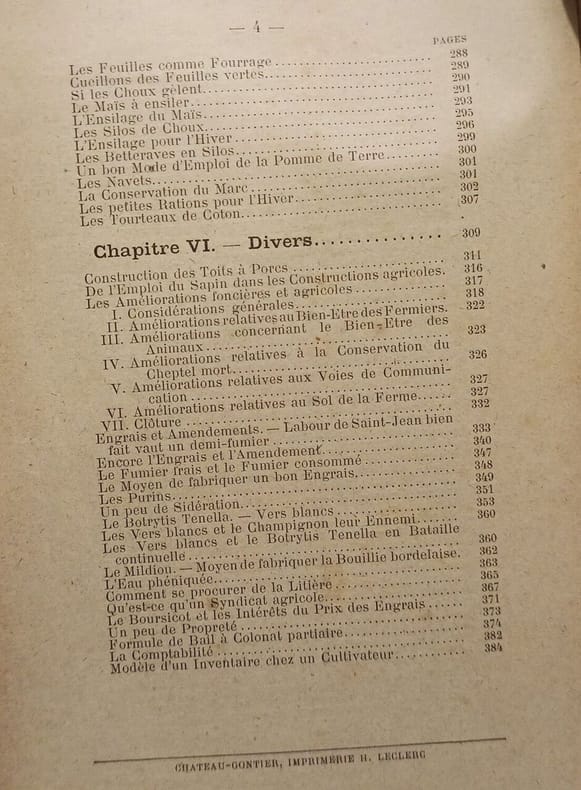 — 4 —
PAGES
Les Feuilles comme Fourrage 288
Cueillons des Feuilles vertes 289
Si les Choux gèlent 290
Le Maïs à ensiler 291
L'Ensilage du Maïs 293
Les Silos de Choux 295
L'Ensilage pour l'Hiver 296
Les Betteraves en Silos 299
Un bon Mode d'Emploi de la Pomme de Terre 300
Les Navets 301
La Conservation du Marc 301
Les petites Rations pour l'Hiver 302
Les Tourteaux de Coton 307
Chapitre VI. — Divers 309
Construction des Toits à Porcs 311
De l'Emploi du Sapin dans les Constructions agricoles. 316
Les Améliorations foncières et agricoles 317
I. Considérations générales 318
II. Améliorations relatives au Bien-Etre des Fermiers. 322
III. Améliorations concernant le Bien-Etre des
Animaux 323
IV. Améliorations relatives à la Conservation du
Cheptel mort 326
V. Améliorations relatives aux Voies de Communi-
cation 327
VI. Améliorations relatives au Sol de la Ferme 327
VII. Clôture 332
Engrais et Amendements. — Labour de Saint-Jean bien
fait vaut un demi-fumier 333
Encore l'Engrais et l'Amendement 340
Le Fumier frais et le Fumier consommé 347
Le Moyen de fabriquer un bon Engrais 348
Les Purins 349
Un peu de Sidération 351
Le Botrytis Tenella. — Vers blancs 353
Les Vers blancs et le Champignon leur Ennemi 360
Les Vers blancs et le Botrytis Tenella en Bataille
continuelle 360
Le Mildiou. — Moyen de fabriquer la Bouillie bordelaise. 362
L'Eau phéniquée 363
Comment se procurer de la Litière 365
Qu'est-ce qu'un Syndicat agricole 367
Le Boursicot et les Intérêts du Prix des Engrais 371
Un peu de Propreté 373
Formule de Bail à Colonat partiaire 374
La Comptabilité 382
Modèle d'un Inventaire chez un Cultivateur 384
CHATEAU-GONTIER, IMPRIMERIE H. LECLERC